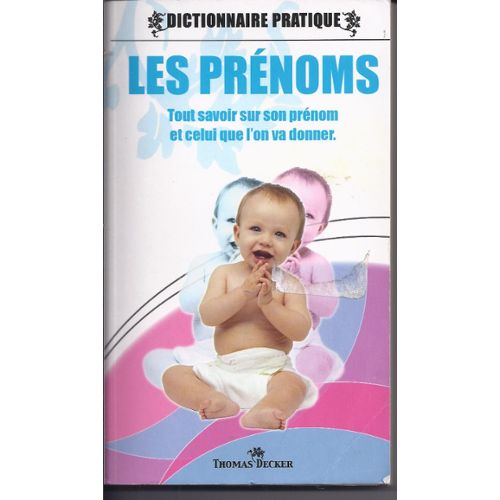 DICTIONNAIRE PRATIQUE
LES PRÉNOMS
Tout savoir sur son prénom
et celui que l'on va donner.
THOMAS DECKER